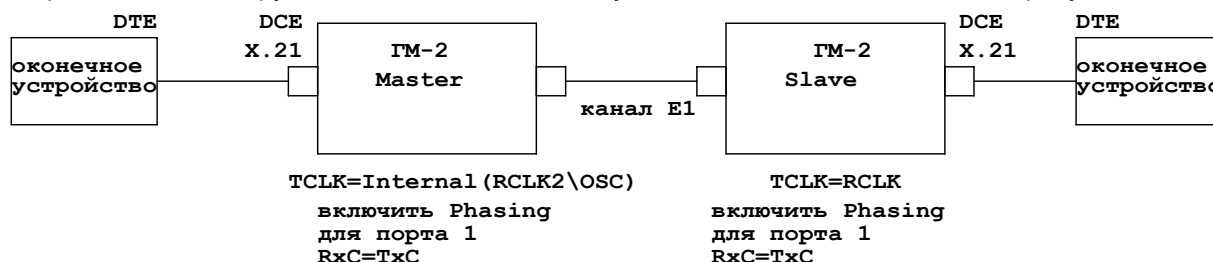 DTE DCE DCE DTE
X.21 ГМ-2 ГМ-2 X.21
оконечное Master Slave оконечное
устройство устройство
канал E1
TCLK=Internal(RCLK2\OSC) TCLK=RCLK
включить Phasing включить Phasing
для порта 1 для порта 1
RxC=TxC RxC=TxC